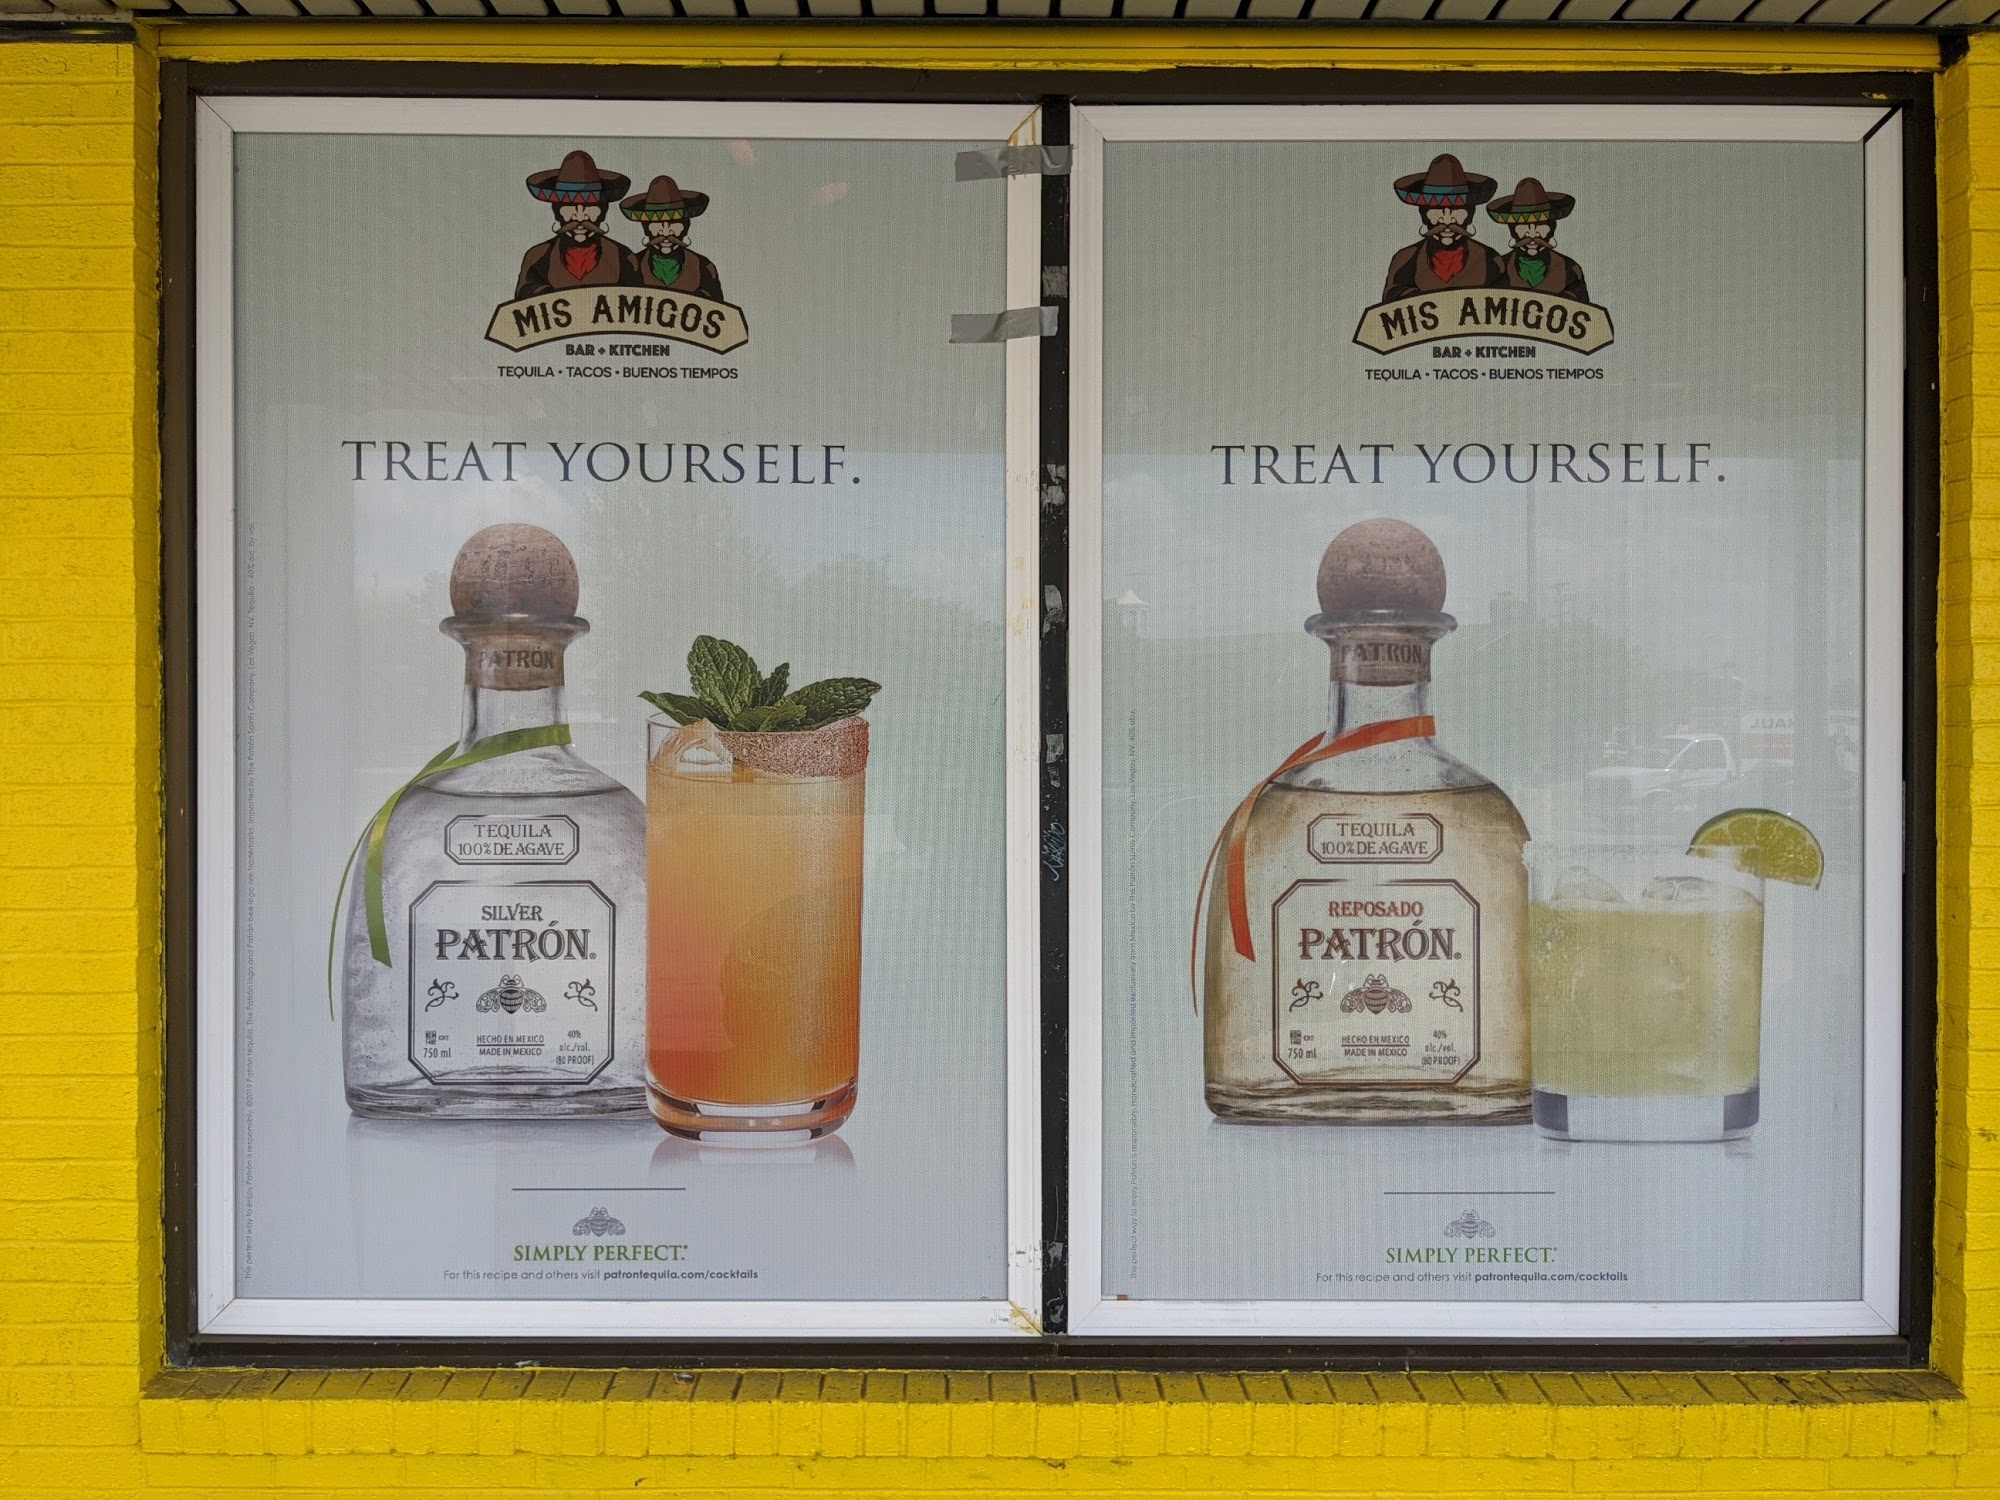 MIS AMIGOS
BAR + KITCHEN
TEQUILA • TACOS • BUENOS TIEMPOS
TREAT YOURSELF.
PATRÓN
TEQUILA
100% DE AGAVE
SILVER
PATRÓN
750 ml
HECHO EN MEXICO
MADE IN MEXICO
40%
alc./vol.
(80 PROOF)
SIMPLY PERFECT.
For this recipe and others visit patrontequila.com/cocktails
MIS AMIGOS
BAR + KITCHEN
TEQUILA • TACOS • BUENOS TIEMPOS
TREAT YOURSELF.
PATRÓN
TEQUILA
100% DE AGAVE
REPOSADO
PATRÓN
750 ml
HECHO EN MEXICO
MADE IN MEXICO
40%
alc./vol.
(80 PROOF)
SIMPLY PERFECT.
For this recipe and others visit patrontequila.com/cocktails